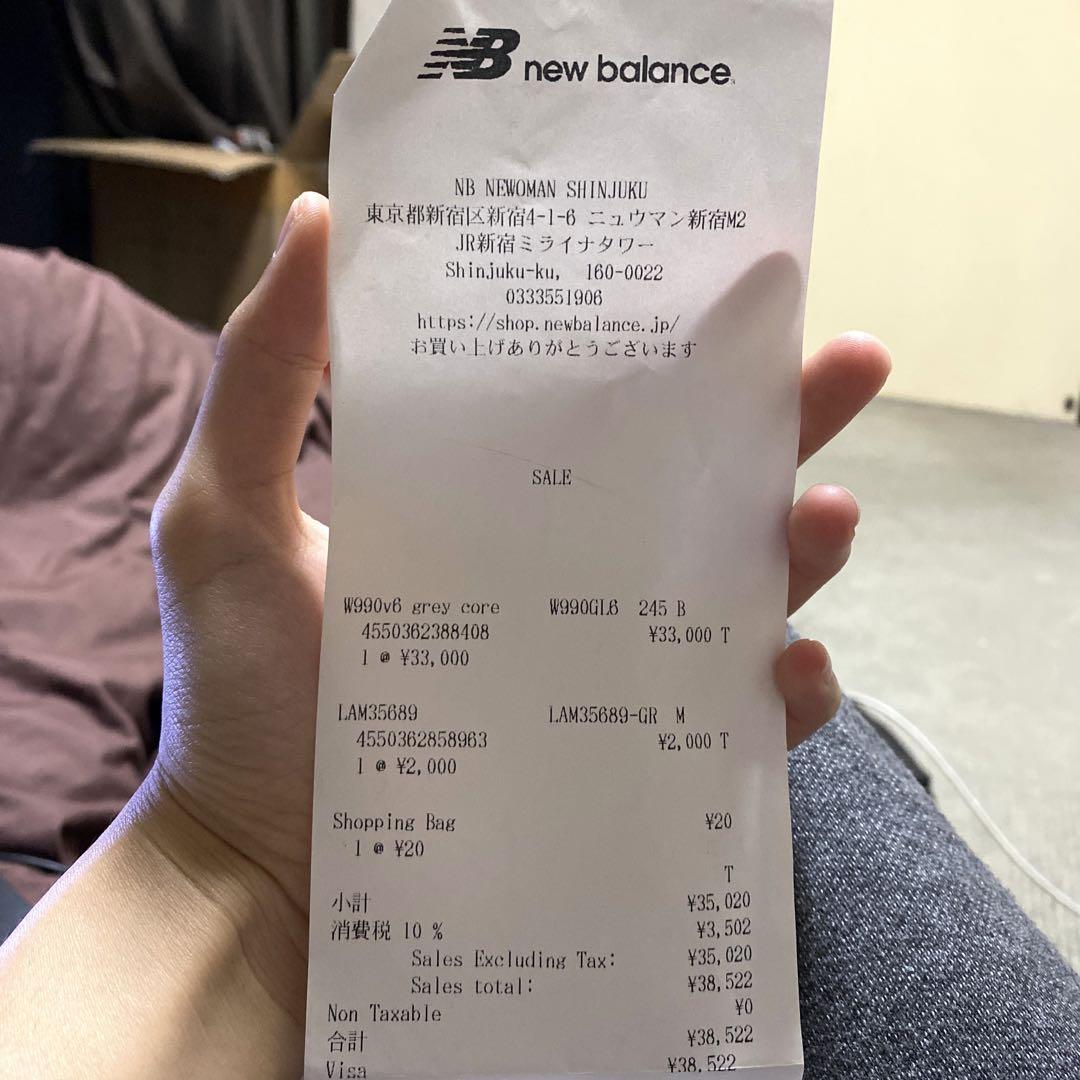 NB new balance
NB NEWOMAN SHINJUKU
東京都新宿区新宿4-1-6 ニュウマン新宿M2
JR新宿ミライナタワー
Shinjuku-ku, 160-0022
0333551906
https://shop.newbalance.jp/
お買い上げありがとうございます
SALE
W990v6 grey core W990GL6 245 B
4550362388408 ¥33,000 T
1 @ ¥33,000
LAM35689 LAM35689-GR M
4550362858963 ¥2,000 T
1 @ ¥2,000
Shopping Bag ¥20
1 @ ¥20
T
小計 ¥35,020
消費税 10 % ¥3,502
Sales Excluding Tax: ¥35,020
Sales total: ¥38,522
Non Taxable ¥0
合計 ¥38,522
Visa ¥38,522